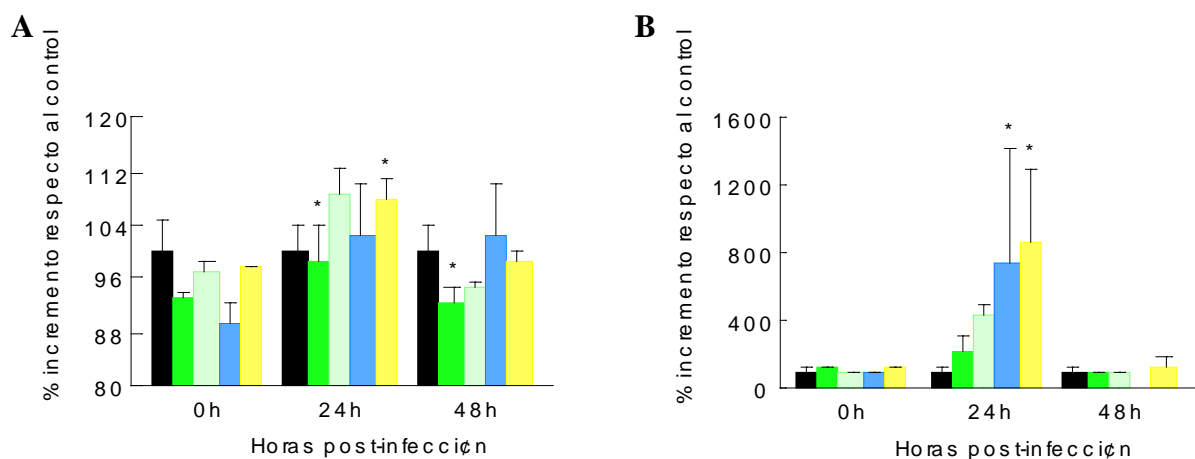 A
% incremento respecto al control
120
112
104
96
88
80
*
*
*
0h 24h 48h
Horas post-infecci¢n
B
% incremento respecto al control
1600
1200
800
400
0
*
*
0h 24h 48h
Horas post-infecci¢n